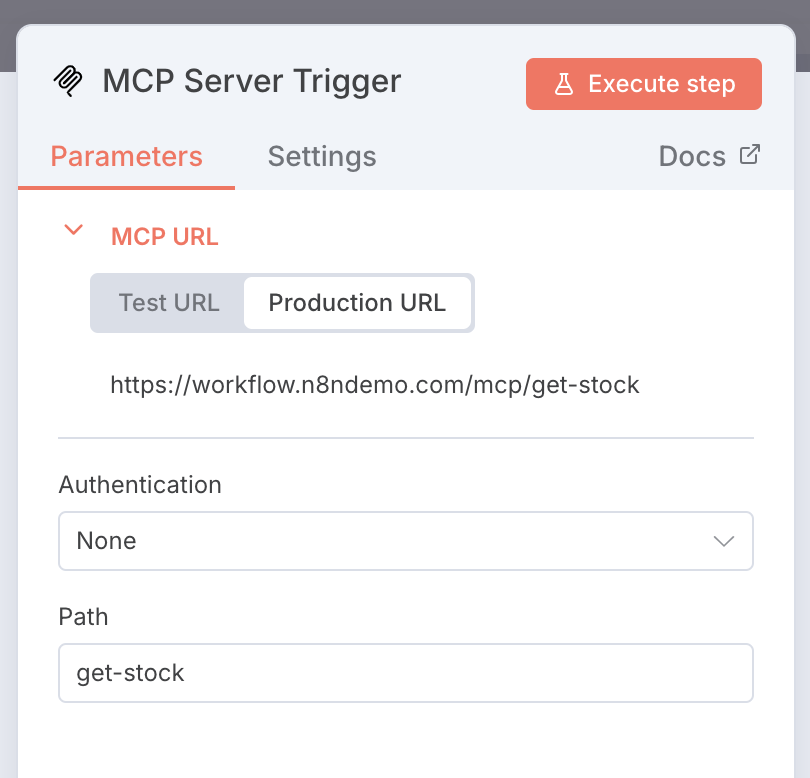 MCP Server Trigger
Execute step
Parameters
Settings
Docs
MCP URL
Test URL
Production URL
https://workflow.n8ndemo.com/mcp/get-stock
Authentication
None
Path
get-stock